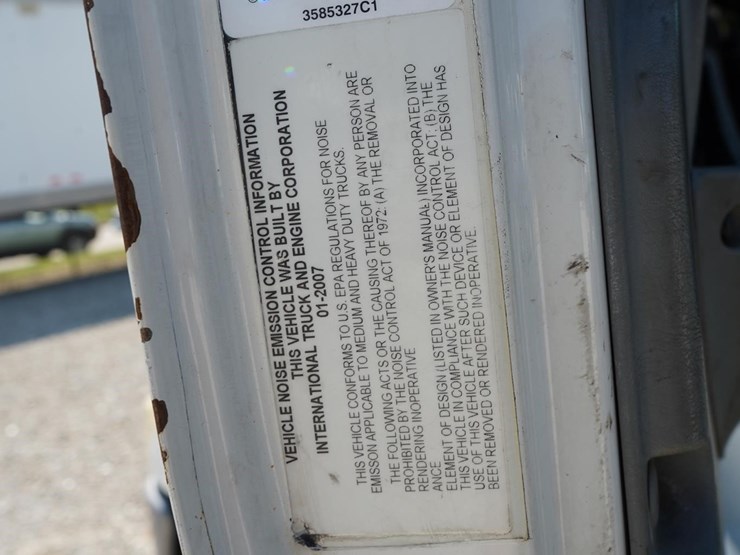 3585327C1
VEHICLE NOISE EMISSION CONTROL INFORMATION
THIS VEHICLE WAS BUILT BY
INTERNATIONAL TRUCK AND ENGINE CORPORATION
01-2007
THIS VEHICLE CONFORMS TO U.S. EPA REGULATIONS FOR NOISE
EMISSON APPLICABLE TO MEDIUM AND HEAVY DUTY TRUCKS.
THE FOLLOWING ACTS OR THE CAUSING THEREOF BY ANY PERSON ARE
PROHIBITED BY THE NOISE CONTROL ACT OF 1972: (A) THE REMOVAL OR
RENDERING INOPERATIVE
ANCE
ELEMENT OF DESIGN (LISTED IN OWNER'S MANUAL) INCORPORATED INTO
THIS VEHICLE IN COMPLIANCE WITH THE NOISE CONTROL ACT; (B) THE
USE OF THIS VEHICLE AFTER SUCH DEVICE OR ELEMENT OF DESIGN HAS
BEEN REMOVED OR RENDERED INOPERATIVE.